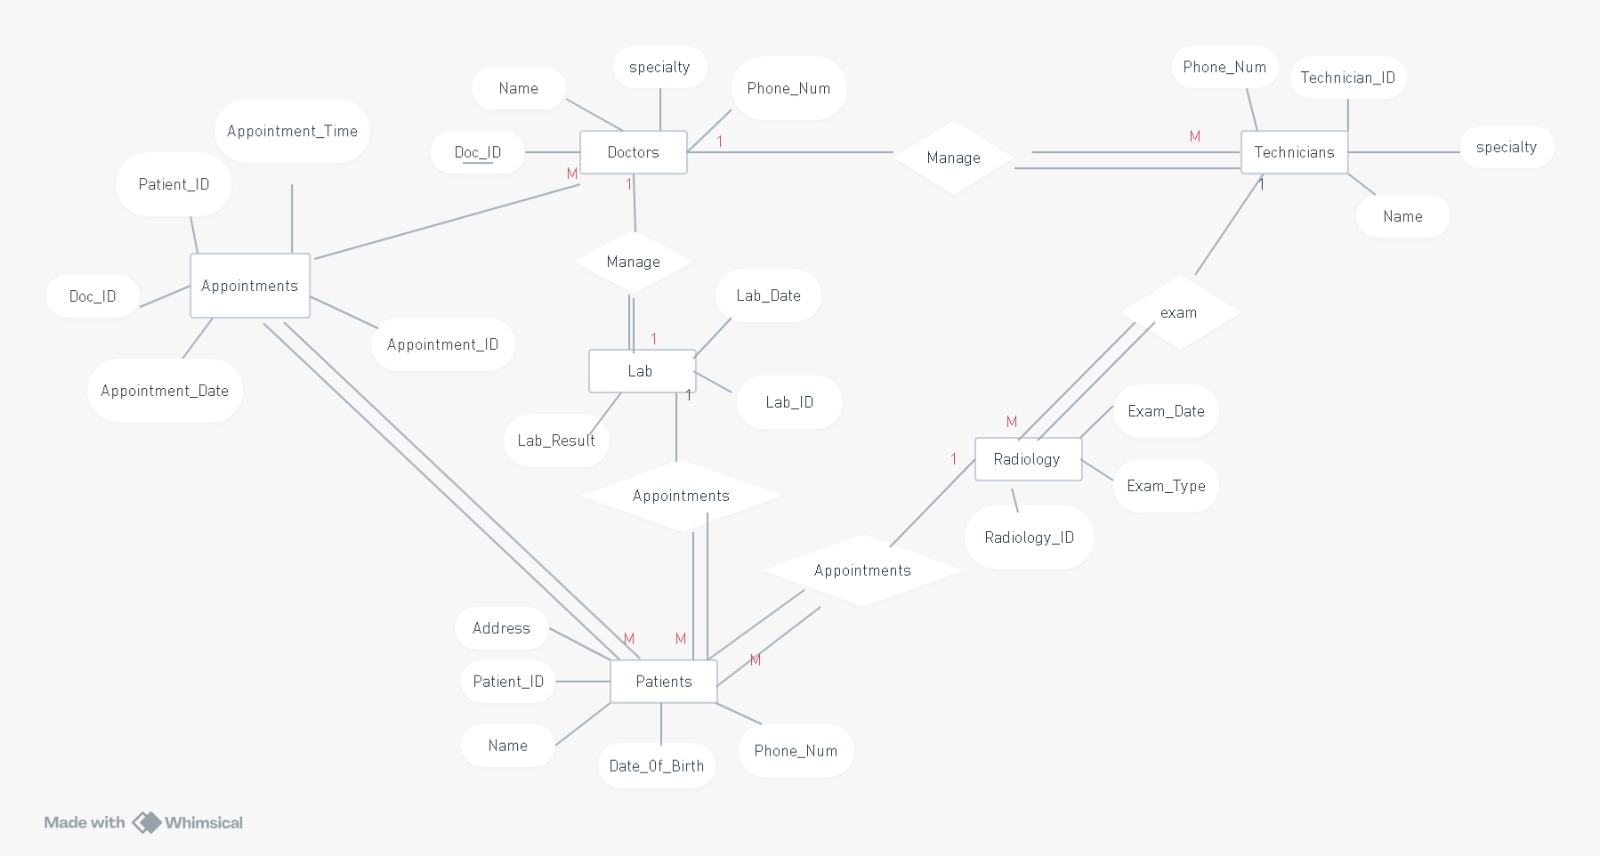 specialty
Phone_Num
Technician_ID
Name
Phone_Num
Appointment_Time
1
M
specialty
Doc_ID
Doctors
Manage
Technicians
M
1
1
Patient_ID
Name
Manage
Appointments
Doc_ID
Lab_Date
exam
1
Appointment_ID
Lab
1
Appointment_Date
Lab_ID
Exam_Date
M
Lab_Result
1
Radiology
Exam_Type
Appointments
Radiology_ID
Appointments
Address
M
M
M
Patient_ID
Patients
Name
Phone_Num
Date_Of_Birth
Made with Whimsical